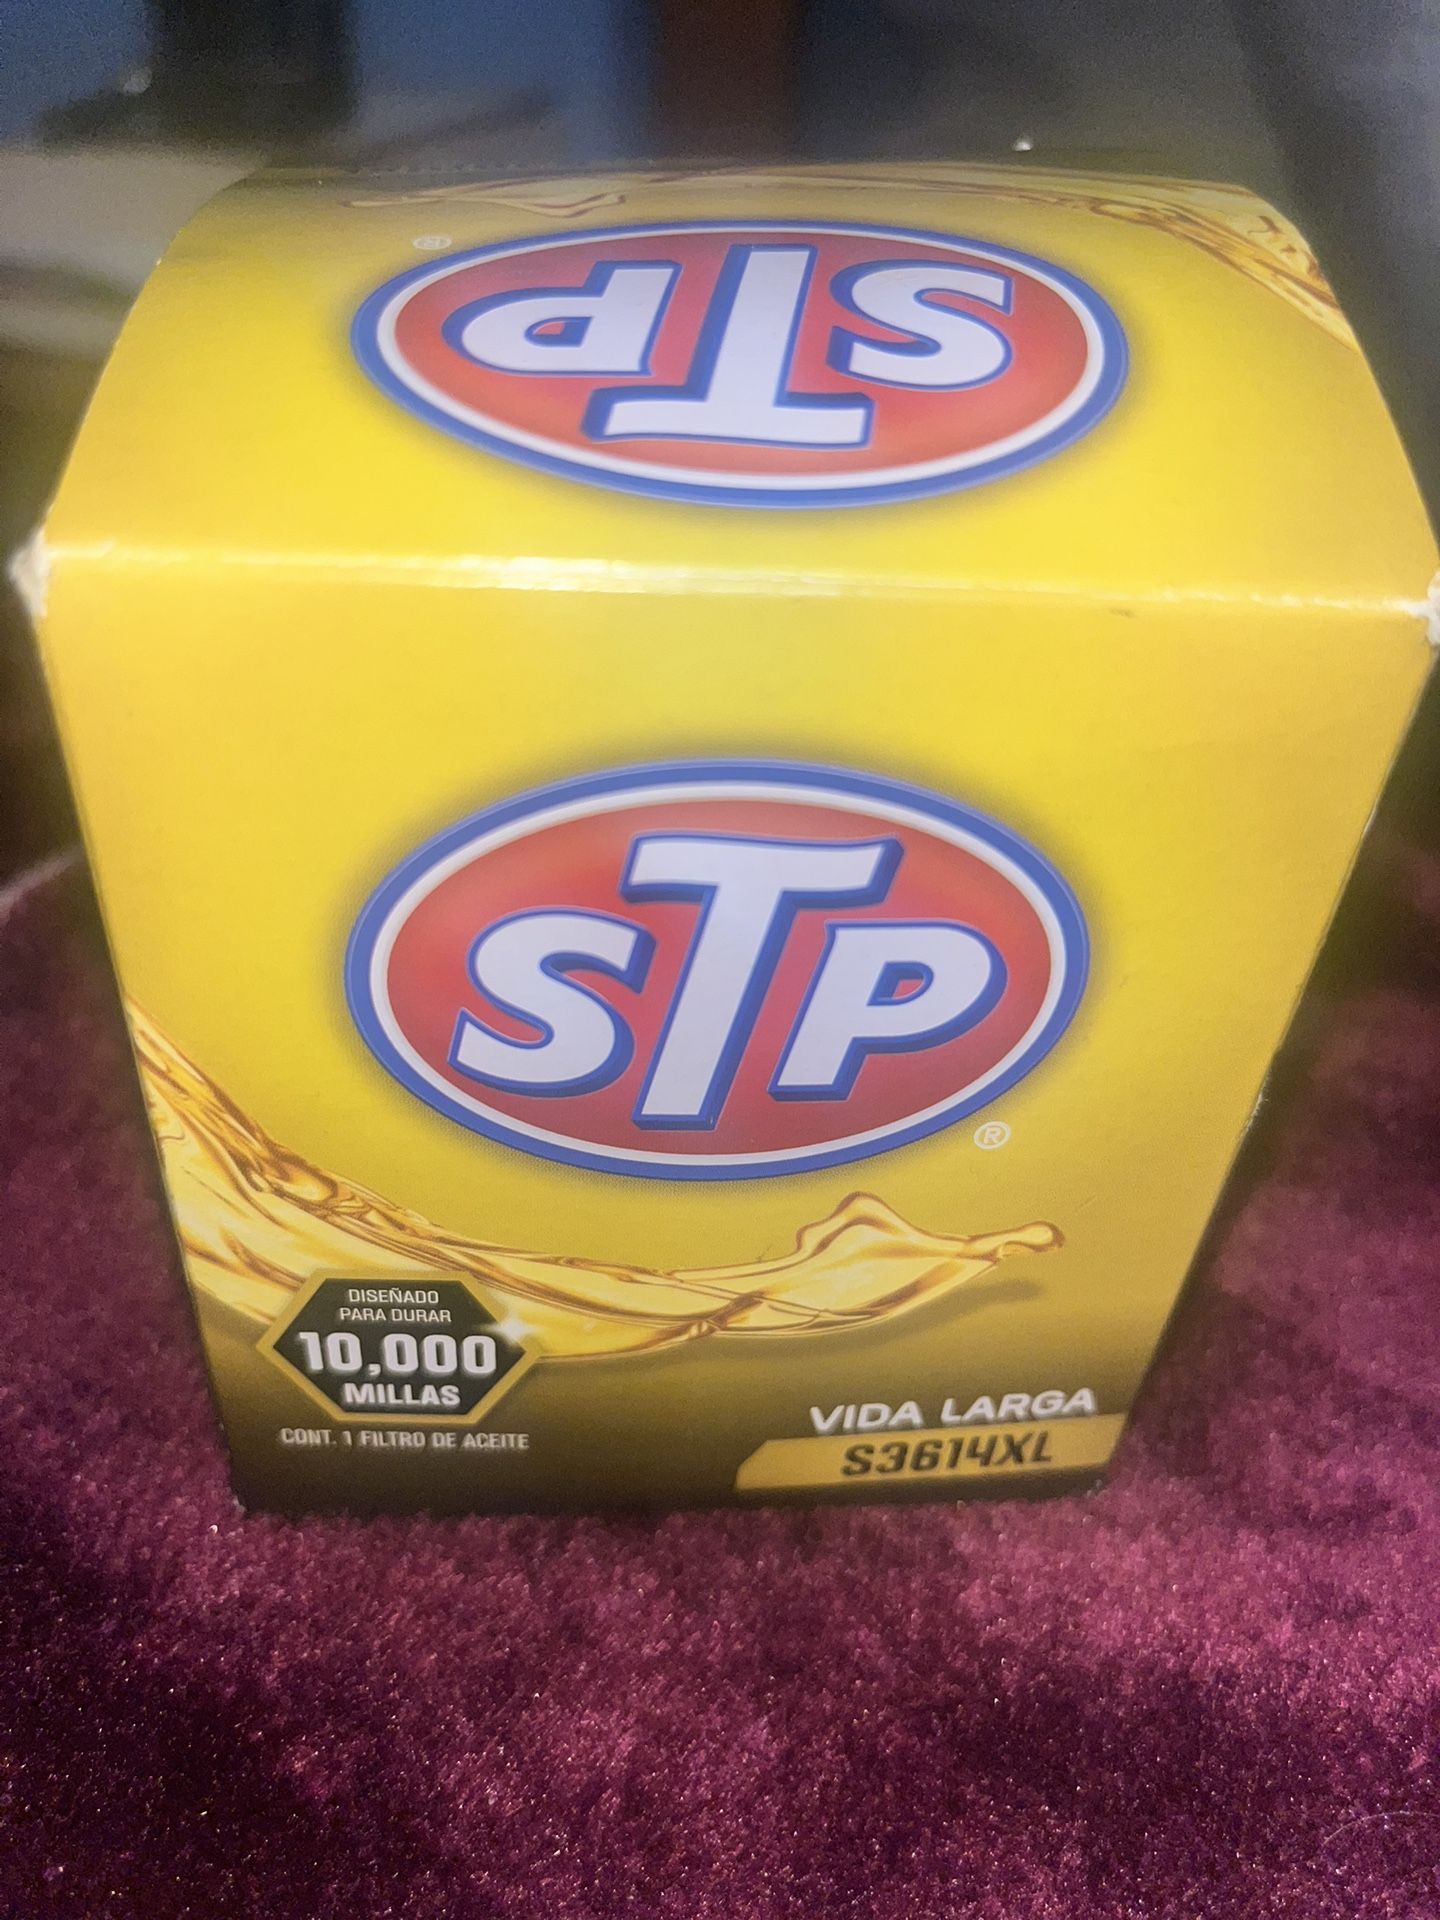 STP
®
STP
®
DISEÑADO
PARA DURAR
10,000
MILLAS
CONT. 1 FILTRO DE ACEITE
VIDA LARGA
S3614XL